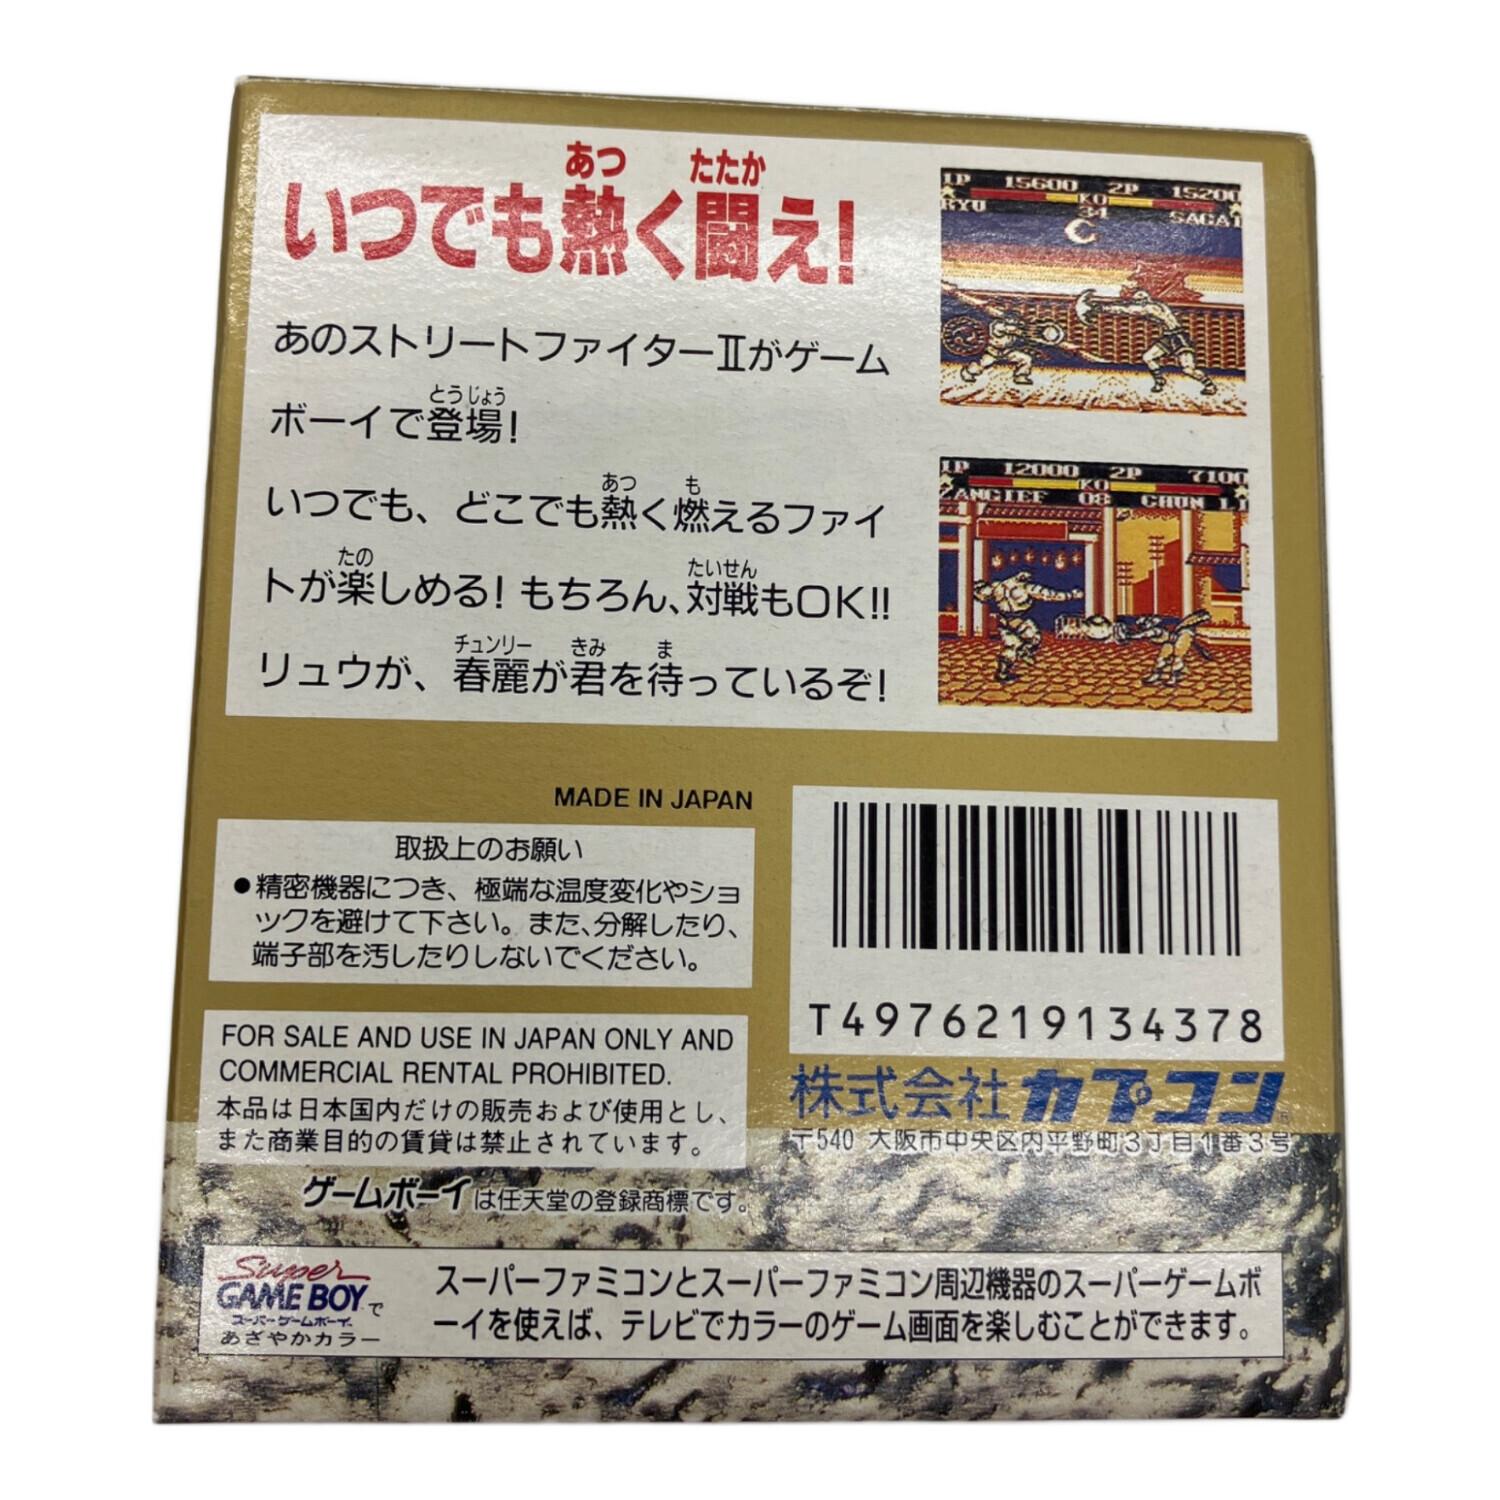 あつ たたか
いつでも熱く闘え!
あのストリートファイターⅡがゲーム
とうじょう
ボーイで登場!
あつ も
いつでも、どこでも熱く燃えるファイ
たの たいせん
トが楽しめる! もちろん、対戦もOK!!
チュンリー きみ ま
リュウが、春麗が君を待っているぞ!
1P 15600 2P 15200
KO
RYU 34 SAGAT
1P 12000 2P 7100
KO
ZANGIEF 08 CHUN LI
MADE IN JAPAN
取扱上のお願い
●精密機器につき、極端な温度変化やショ
ックを避けて下さい。また、分解したり、
端子部を汚したりしないでください。
FOR SALE AND USE IN JAPAN ONLY AND
COMMERCIAL RENTAL PROHIBITED.
本品は日本国内だけの販売および使用とし、
また商業目的の賃貸は禁止されています。
ゲームボーイは任天堂の登録商標です。
T4976219134378
株式会社カプコン
〒540 大阪市中央区内平野町3丁目1番3号
Super
GAME BOY で
スーパーゲームボーイ
あざやかカラー
スーパーファミコンとスーパーファミコン周辺機器のスーパーゲームボ
ーイを使えば、テレビでカラーのゲーム画面を楽しむことができます。